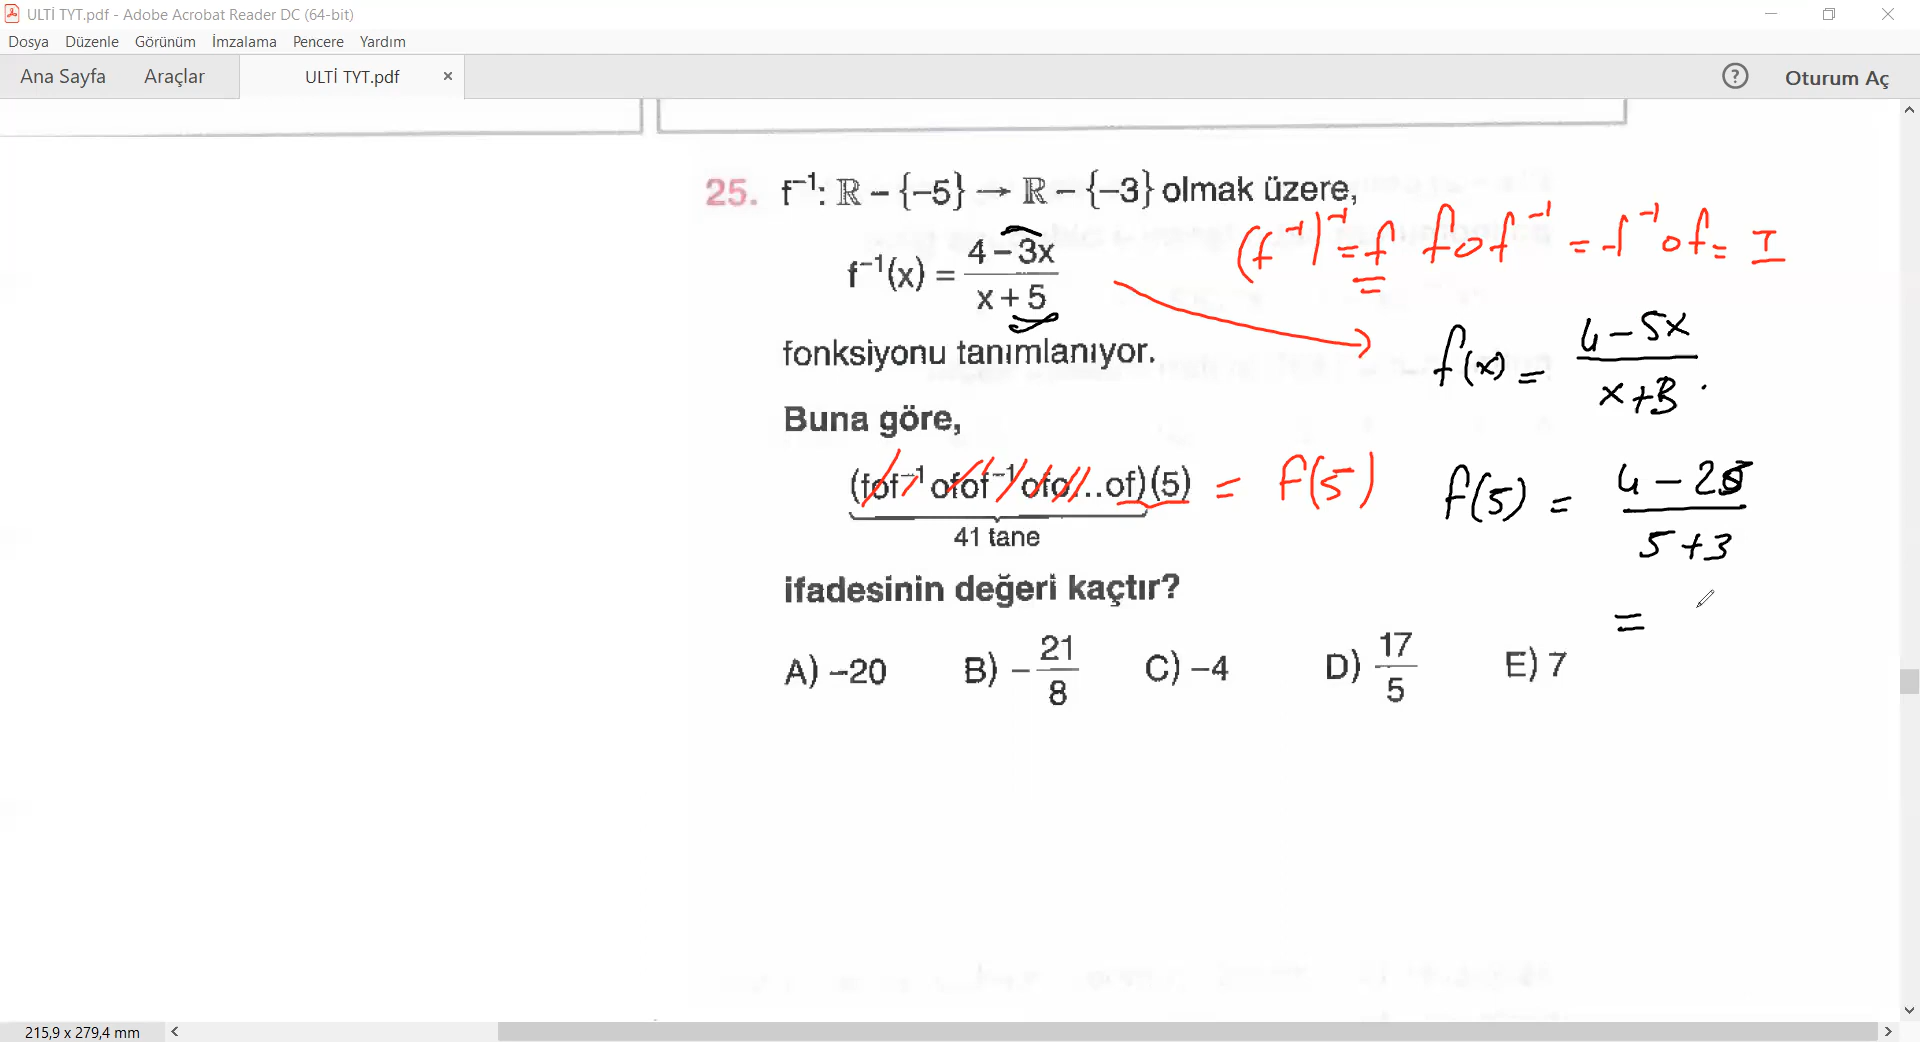 ULTİ TYT.pdf - Adobe Acrobat Reader DC (64-bit)
Dosya Düzenle Görünüm İmzalama Pencere Yardım
Ana Sayfa Araçlar ULTİ TYT.pdf × ? Oturum Aç
25. f⁻¹: ℝ − {−5} → ℝ − {−3} olmak üzere,
f⁻¹(x) = (4 − 3x)/(x + 5)
(f⁻¹)⁻¹ = f fof⁻¹ = f⁻¹of = I
fonksiyonu tanımlanıyor.
f(x) = (4 − 5x)/(x + 3)
Buna göre,
(fof⁻¹ofof⁻¹ofo...of)(5) = f(5)
41 tane
f(5) = (4 − 25)/(5 + 3)
=
ifadesinin değeri kaçtır?
A) −20 B) −21/8 C) −4 D) 17/5 E) 7
215,9 x 279,4 mm